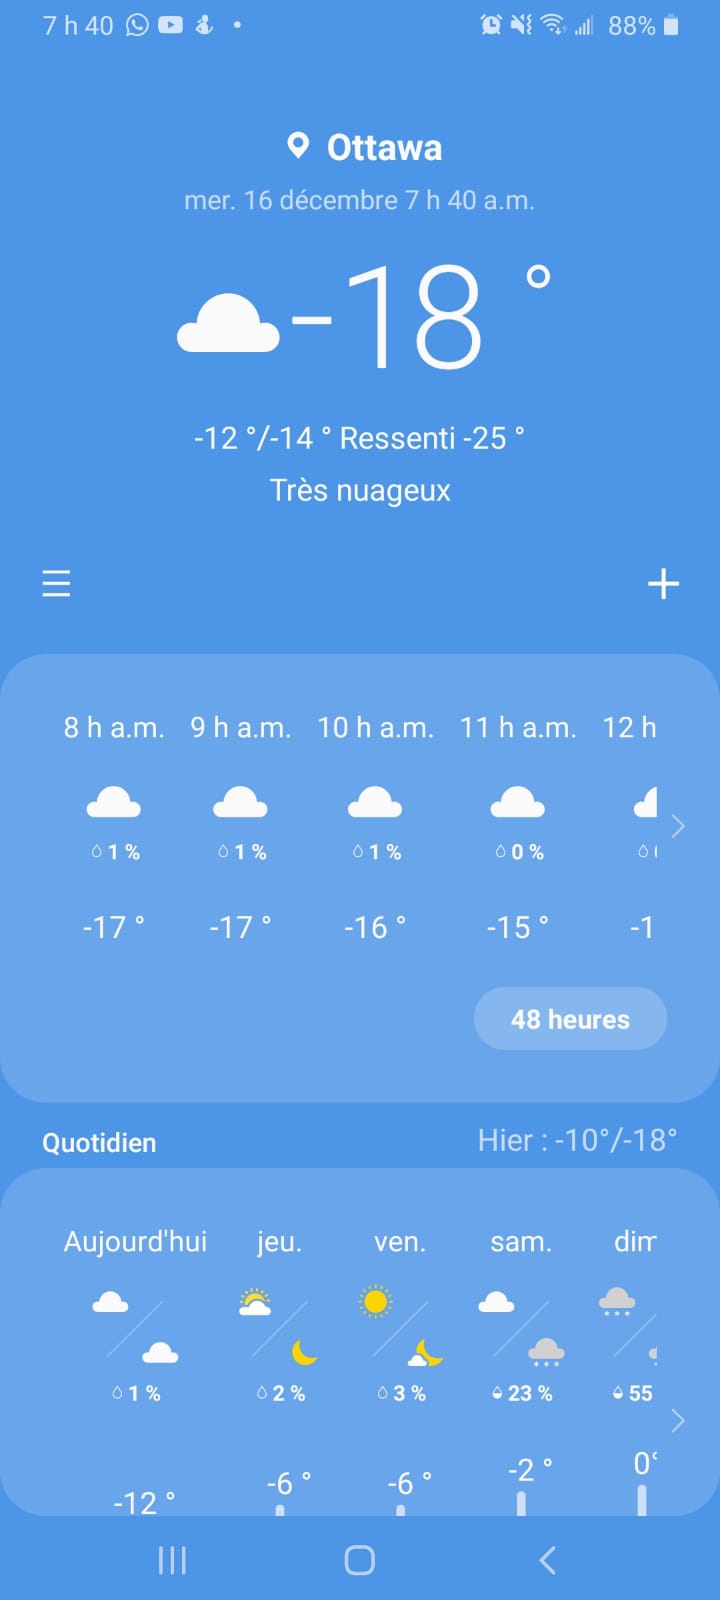 7 h 40
88%
Ottawa
mer. 16 décembre 7 h 40 a.m.
-18 °
-12 °/-14 ° Ressenti -25 °
Très nuageux
8 h a.m. 9 h a.m. 10 h a.m. 11 h a.m. 12 h
1 % 1 % 1 % 0 %
-17 ° -17 ° -16 ° -15 ° -1
48 heures
Quotidien Hier : -10°/-18°
Aujourd'hui jeu. ven. sam. dim
1 % 2 % 3 % 23 % 55
-12 ° -6 ° -6 ° -2 ° 0°